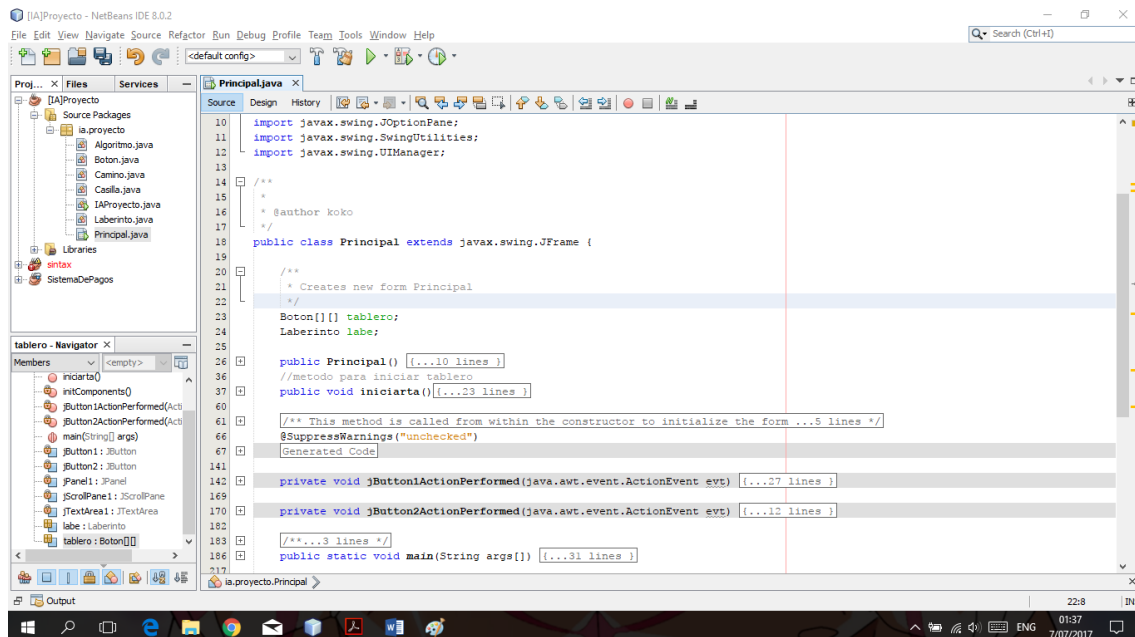 [IA]Proyecto - NetBeans IDE 8.0.2
File Edit View Navigate Source Refactor Run Debug Profile Team Tools Window Help
Search (Ctrl+I)
<default config>
Proj... Files Services
[IA]Proyecto
Source Packages
ia.proyecto
Algoritmo.java
Boton.java
Camino.java
Casilla.java
IAProyecto.java
Laberinto.java
Principal.java
Libraries
sintax
SistemaDePagos
tablero - Navigator
Members <empty>
iniciarta()
initComponents()
jButton1ActionPerformed(Acti
jButton2ActionPerformed(Acti
main(String[] args)
jButton1 : JButton
jButton2 : JButton
jPanel1 : JPanel
jScrollPane1 : JScrollPane
jTextArea1 : JTextArea
labe : Laberinto
tablero : Boton[][]
Principal.java
Source Design History
10 import javax.swing.JOptionPane;
11 import javax.swing.SwingUtilities;
12 import javax.swing.UIManager;
13
14 /**
15 *
16 * @author koko
17 */
18 public class Principal extends javax.swing.JFrame {
19
20 /**
21 * Creates new form Principal
22 */
23 Boton[][] tablero;
24 Laberinto labe;
25
26 public Principal() {...10 lines }
36 //metodo para iniciar tablero
37 public void iniciarta(){...23 lines }
60
61 /** This method is called from within the constructor to initialize the form ...5 lines */
66 @SuppressWarnings("unchecked")
67 Generated Code
141
142 private void jButton1ActionPerformed(java.awt.event.ActionEvent evt) {...27 lines }
169
170 private void jButton2ActionPerformed(java.awt.event.ActionEvent evt) {...12 lines }
182
183 /**...3 lines */
186 public static void main(String args[]) {...31 lines }
217
ia.proyecto.Principal
Output
22:8 IN
ENG
01:37
7/07/2017